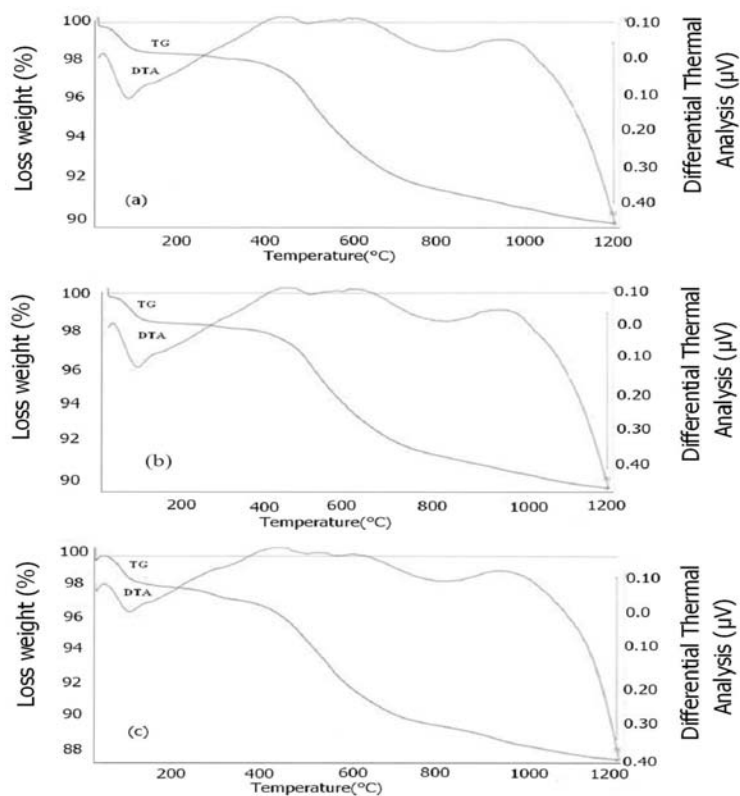 Loss weight (%)
100
98
96
94
92
90
TG
DTA
(a)
200 400 600 800 1000 1200
Temperature(°C)
0.10
0.0
0.10
0.20
0.30
0.40
Differential Thermal
Analysis (µV)
Loss weight (%)
100
98
96
94
92
90
TG
DTA
(b)
200 400 600 800 1000 1200
Temperature(°C)
0.10
0.0
0.10
0.20
0.30
0.40
Differential Thermal
Analysis (µV)
Loss weight (%)
100
98
96
94
92
90
88
TG
DTA
(c)
200 400 600 800 1000 1200
Temperature(°C)
0.10
0.0
0.10
0.20
0.30
0.40
Differential Thermal
Analysis (µV)